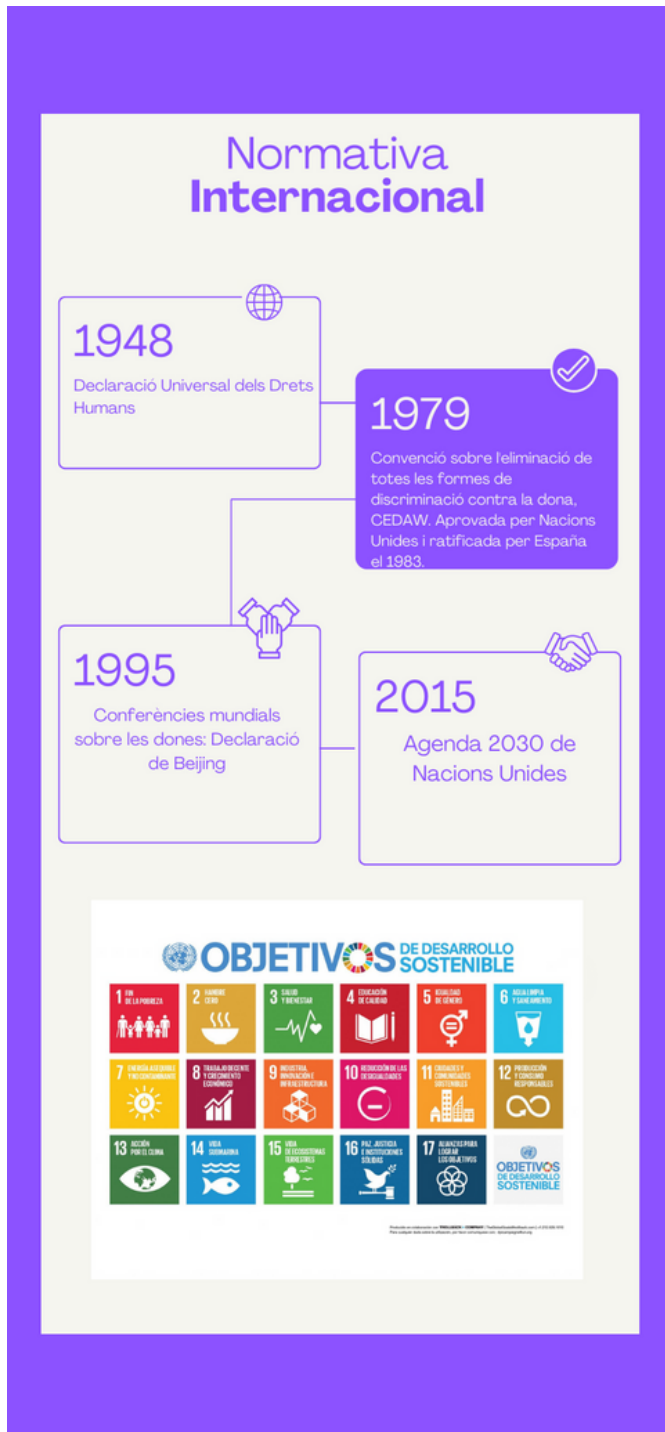 Normativa
Internacional
1948
Declaració Universal dels Drets
Humans
1979
Convenció sobre l'eliminació de
totes les formes de
discriminació contra la dona,
CEDAW. Aprovada per Nacions
Unides i ratificada per España
el 1983.
1995
Conferències mundials
sobre les dones: Declaració
de Beijing
2015
Agenda 2030 de
Nacions Unides
OBJETIVOS DE DESARROLLO
SOSTENIBLE
1 FIN
DE LA POBREZA
2 HAMBRE
CERO
3 SALUD
Y BIENESTAR
4 EDUCACIÓN
DE CALIDAD
5 IGUALDAD
DE GÉNERO
6 AGUA LIMPIA
Y SANEAMIENTO
7 ENERGÍA ASEQUIBLE
Y NO CONTAMINANTE
8 TRABAJO DECENTE
Y CRECIMIENTO
ECONÓMICO
9 INDUSTRIA,
INNOVACIÓN E
INFRAESTRUCTURA
10 REDUCCIÓN DE LAS
DESIGUALDADES
11 CIUDADES Y
COMUNIDADES
SOSTENIBLES
12 PRODUCCIÓN
Y CONSUMO
RESPONSABLES
13 ACCIÓN
POR EL CLIMA
14 VIDA
SUBMARINA
15 VIDA
DE ECOSISTEMAS
TERRESTRES
16 PAZ, JUSTICIA
E INSTITUCIONES
SÓLIDAS
17 ALIANZAS PARA
LOGRAR
LOS OBJETIVOS
OBJETIVOS
DE DESARROLLO
SOSTENIBLE